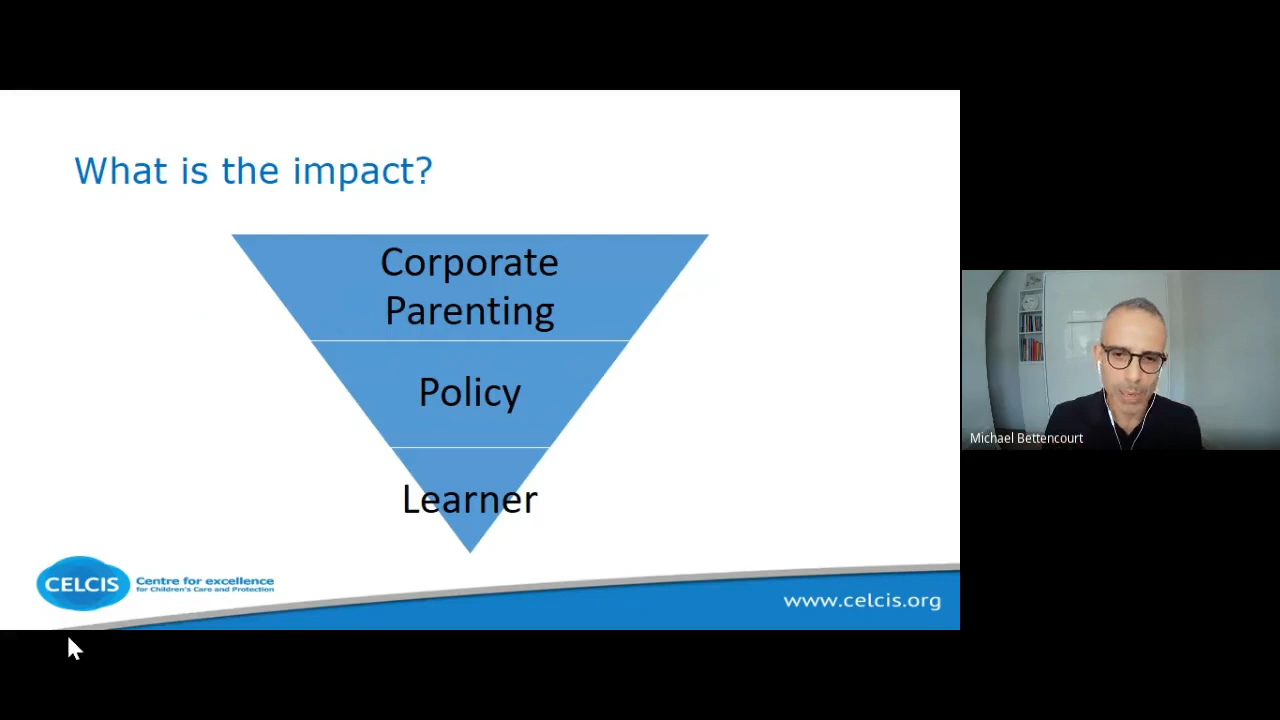 What is the impact?
Corporate
Parenting
Policy
Learner
CELCIS
Centre for excellence
for Children's Care and Protection
www.celcis.org
Michael Bettencourt